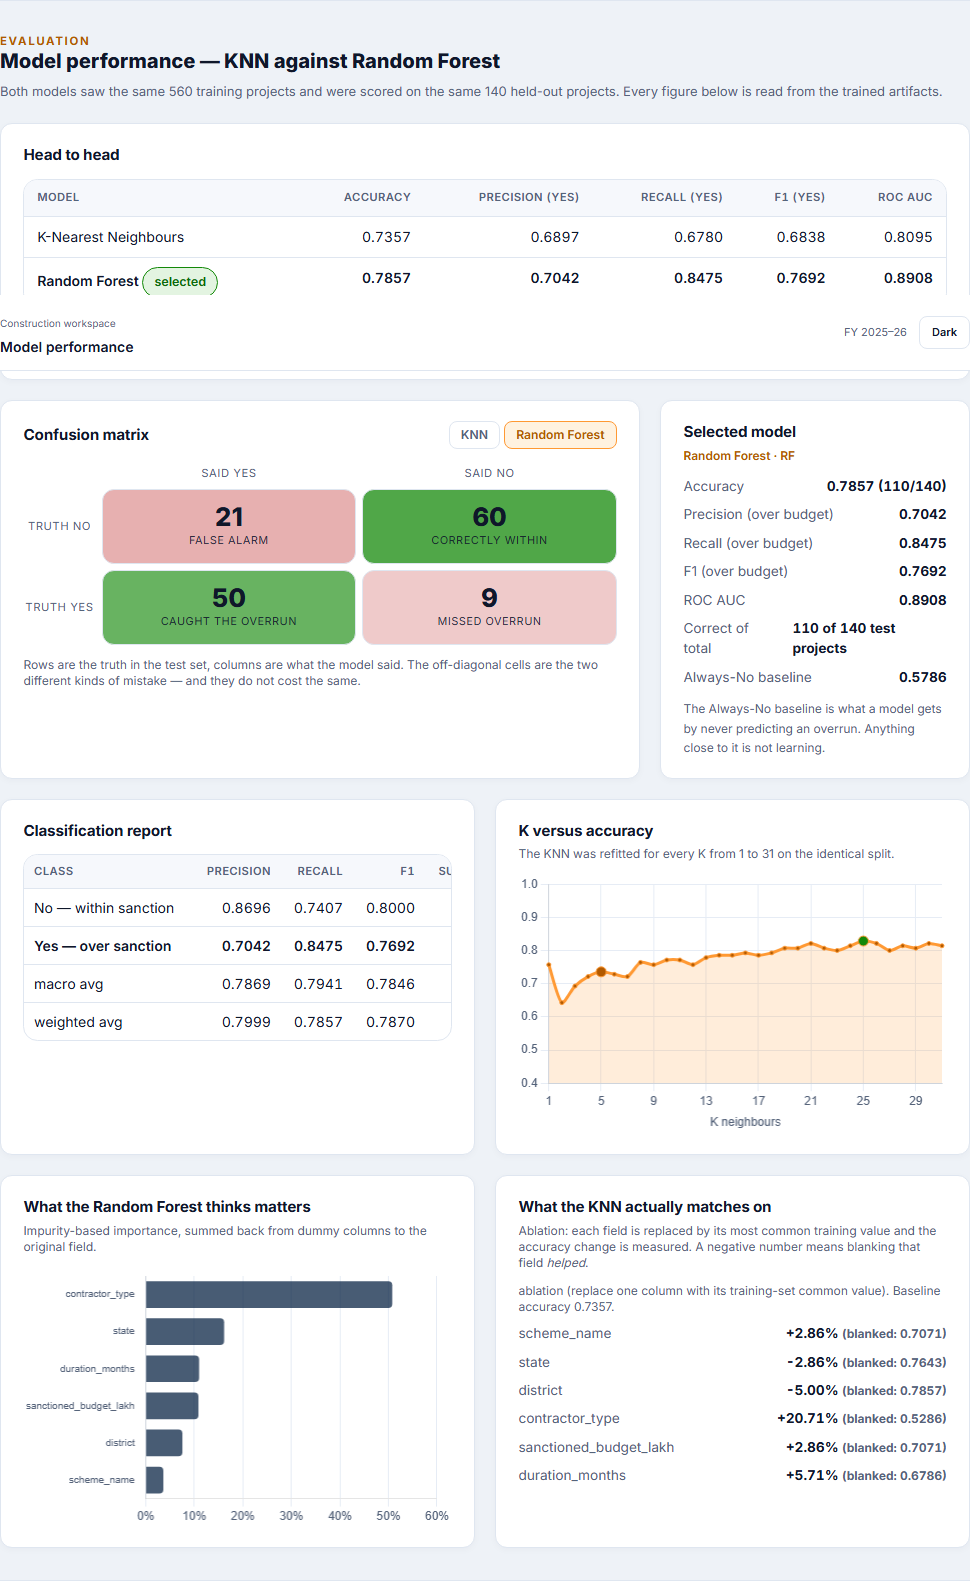 EVALUATION
Model performance — KNN against Random Forest
Both models saw the same 560 training projects and were scored on the same 140 held-out projects. Every figure below is read from the trained artifacts.
Head to head
MODEL ACCURACY PRECISION (YES) RECALL (YES) F1 (YES) ROC AUC
K-Nearest Neighbours 0.7357 0.6897 0.6780 0.6838 0.8095
Random Forest selected 0.7857 0.7042 0.8475 0.7692 0.8908
Construction workspace
Model performance
FY 2025–26 Dark
Confusion matrix
KNN Random Forest
SAID YES SAID NO
TRUTH NO
21
FALSE ALARM
60
CORRECTLY WITHIN
TRUTH YES
50
CAUGHT THE OVERRUN
9
MISSED OVERRUN
Rows are the truth in the test set, columns are what the model said. The off-diagonal cells are the two
different kinds of mistake — and they do not cost the same.
Selected model
Random Forest · RF
Accuracy 0.7857 (110/140)
Precision (over budget) 0.7042
Recall (over budget) 0.8475
F1 (over budget) 0.7692
ROC AUC 0.8908
Correct of total 110 of 140 test projects
Always-No baseline 0.5786
The Always-No baseline is what a model gets
by never predicting an overrun. Anything
close to it is not learning.
Classification report
CLASS PRECISION RECALL F1 SU
No — within sanction 0.8696 0.7407 0.8000
Yes — over sanction 0.7042 0.8475 0.7692
macro avg 0.7869 0.7941 0.7846
weighted avg 0.7999 0.7857 0.7870
K versus accuracy
The KNN was refitted for every K from 1 to 31 on the identical split.
1.0
0.9
0.8
0.7
0.6
0.5
0.4
1 5 9 13 17 21 25 29
K neighbours
What the Random Forest thinks matters
Impurity-based importance, summed back from dummy columns to the
original field.
contractor_type
state
duration_months
sanctioned_budget_lakh
district
scheme_name
0% 10% 20% 30% 40% 50% 60%
What the KNN actually matches on
Ablation: each field is replaced by its most common training value and the
accuracy change is measured. A negative number means blanking that
field helped.
ablation (replace one column with its training-set common value). Baseline
accuracy 0.7357.
scheme_name +2.86% (blanked: 0.7071)
state -2.86% (blanked: 0.7643)
district -5.00% (blanked: 0.7857)
contractor_type +20.71% (blanked: 0.5286)
sanctioned_budget_lakh +2.86% (blanked: 0.7071)
duration_months +5.71% (blanked: 0.6786)